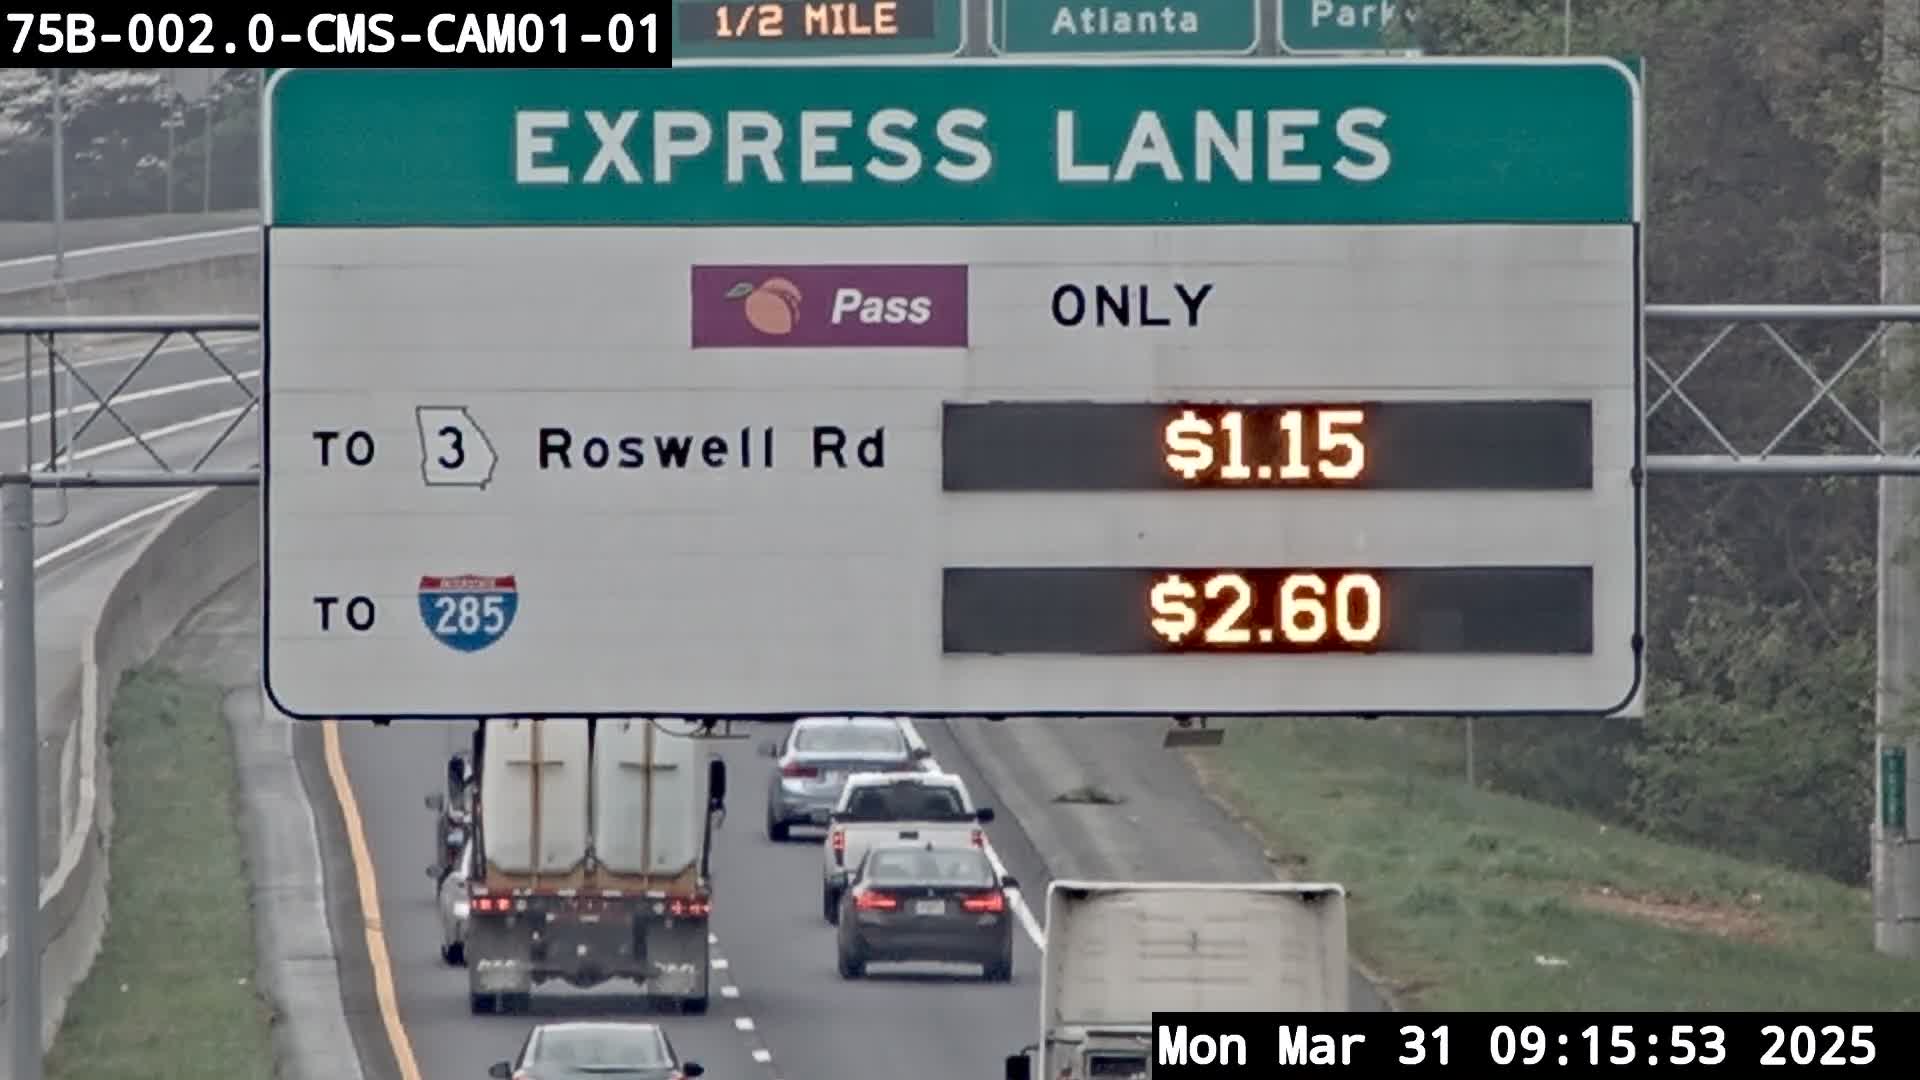 75B-002.0-CMS-CAM01-01
1/2 MILE
Atlanta
EXPRESS LANES
Pass ONLY
TO 3 Roswell Rd $1.15
TO INTERSTATE 285 $2.60
Mon Mar 31 09:15:53 2025